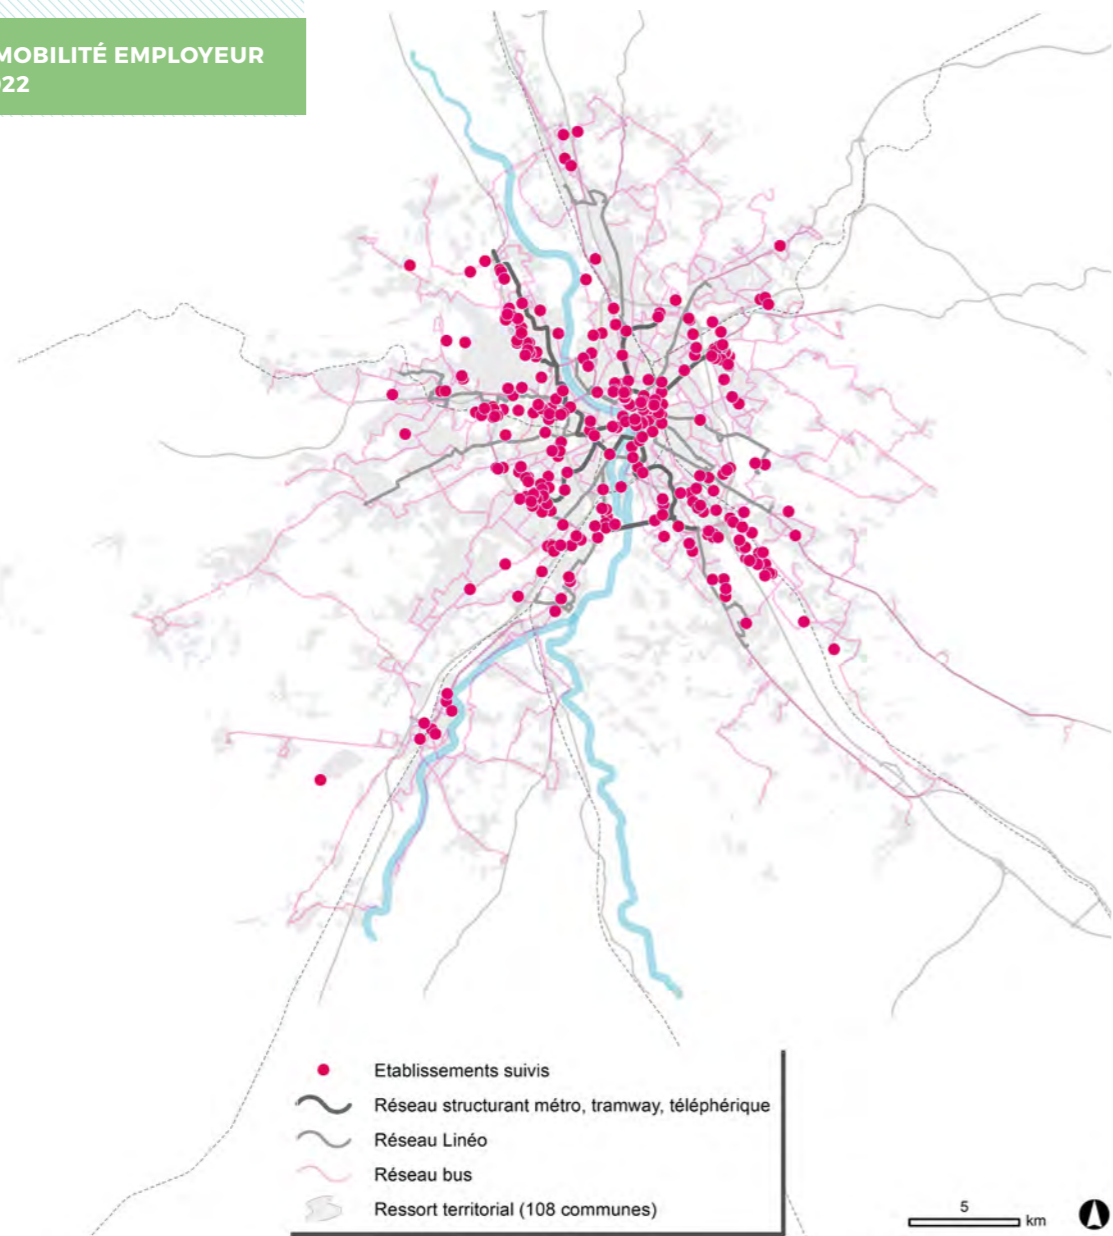 MOBILITÉ EMPLOYEUR
Etablissements suivis
Réseau structurant métro, tramway, téléphérique
Réseau Linéo
Réseau bus
Ressort territorial (108 communes)
5
km